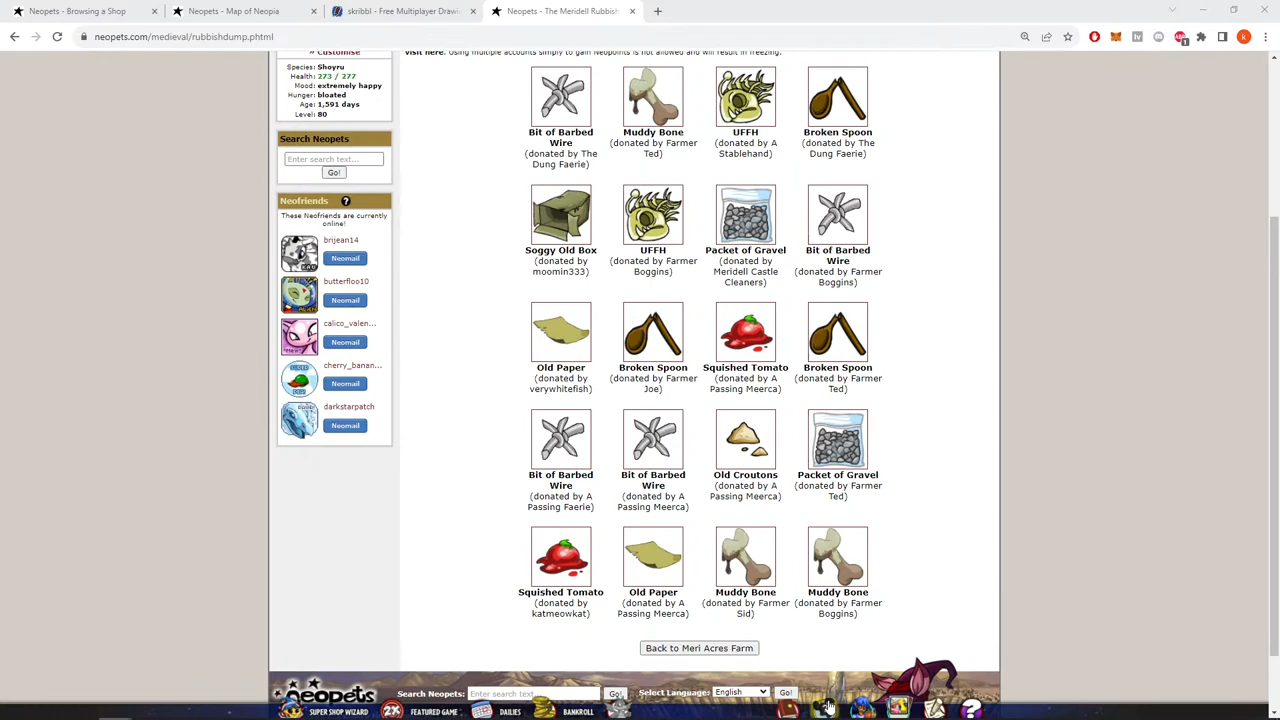 Neopets - Browsing a Shop
Neopets - Map of Neopia
skribbl - Free Multiplayer Drawi
Neopets - The Meridell Rubbish
neopets.com/medieval/rubbishdump.phtml
» Customise
Species: Shoyru
Health: 273 / 277
Mood: extremely happy
Hunger: bloated
Age: 1,591 days
Level: 80
Search Neopets
Enter search text...
Go!
Neofriends ?
These Neofriends are currently
online!
brijean14
Neomail
butterfloo10
Neomail
calico_valen...
Neomail
cherry_banan...
Neomail
darkstarpatch
Neomail
visit here. Using multiple accounts simply to gain Neopoints is not allowed and will result in freezing.
Bit of Barbed
Wire
(donated by The
Dung Faerie)
Muddy Bone
(donated by Farmer
Ted)
UFFH
(donated by A
Stablehand)
Broken Spoon
(donated by The
Dung Faerie)
Soggy Old Box
(donated by
moomin333)
UFFH
(donated by Farmer
Boggins)
Packet of Gravel
(donated by
Meridell Castle
Cleaners)
Bit of Barbed
Wire
(donated by Farmer
Boggins)
Old Paper
(donated by
verywhitefish)
Broken Spoon
(donated by Farmer
Joe)
Squished Tomato
(donated by A
Passing Meerca)
Broken Spoon
(donated by Farmer
Ted)
Bit of Barbed
Wire
(donated by A
Passing Faerie)
Bit of Barbed
Wire
(donated by A
Passing Meerca)
Old Croutons
(donated by A
Passing Meerca)
Packet of Gravel
(donated by Farmer
Ted)
Squished Tomato
(donated by
katmeowkat)
Old Paper
(donated by A
Passing Meerca)
Muddy Bone
(donated by Farmer
Sid)
Muddy Bone
(donated by Farmer
Boggins)
Back to Meri Acres Farm
neopets
Search Neopets: Enter search text... Go!
Select Language: English Go!
SUPER SHOP WIZARD
2X FEATURED GAME
DAILIES
BANKROLL